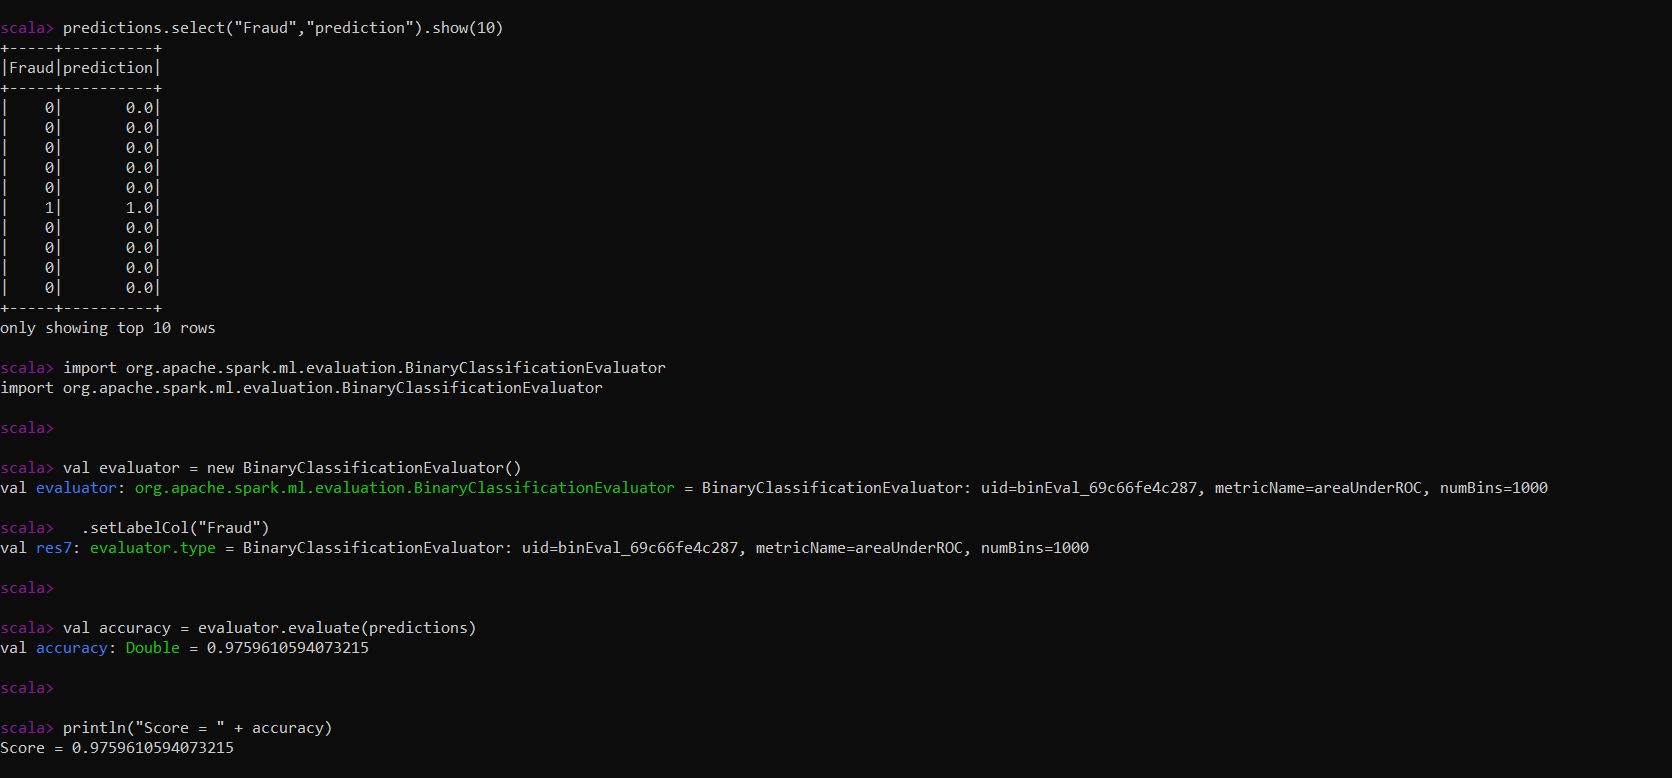 scala> predictions.select("Fraud","prediction").show(10)
+-----+----------+
|Fraud|prediction|
+-----+----------+
|    0|       0.0|
|    0|       0.0|
|    0|       0.0|
|    0|       0.0|
|    0|       0.0|
|    1|       1.0|
|    0|       0.0|
|    0|       0.0|
|    0|       0.0|
|    0|       0.0|
+-----+----------+
only showing top 10 rows
scala> import org.apache.spark.ml.evaluation.BinaryClassificationEvaluator
import org.apache.spark.ml.evaluation.BinaryClassificationEvaluator
scala>
scala> val evaluator = new BinaryClassificationEvaluator()
val evaluator: org.apache.spark.ml.evaluation.BinaryClassificationEvaluator = BinaryClassificationEvaluator: uid=binEval_69c66fe4c287, metricName=areaUnderROC, numBins=1000
scala>   .setLabelCol("Fraud")
val res7: evaluator.type = BinaryClassificationEvaluator: uid=binEval_69c66fe4c287, metricName=areaUnderROC, numBins=1000
scala>
scala> val accuracy = evaluator.evaluate(predictions)
val accuracy: Double = 0.9759610594073215
scala>
scala> println("Score = " + accuracy)
Score = 0.9759610594073215